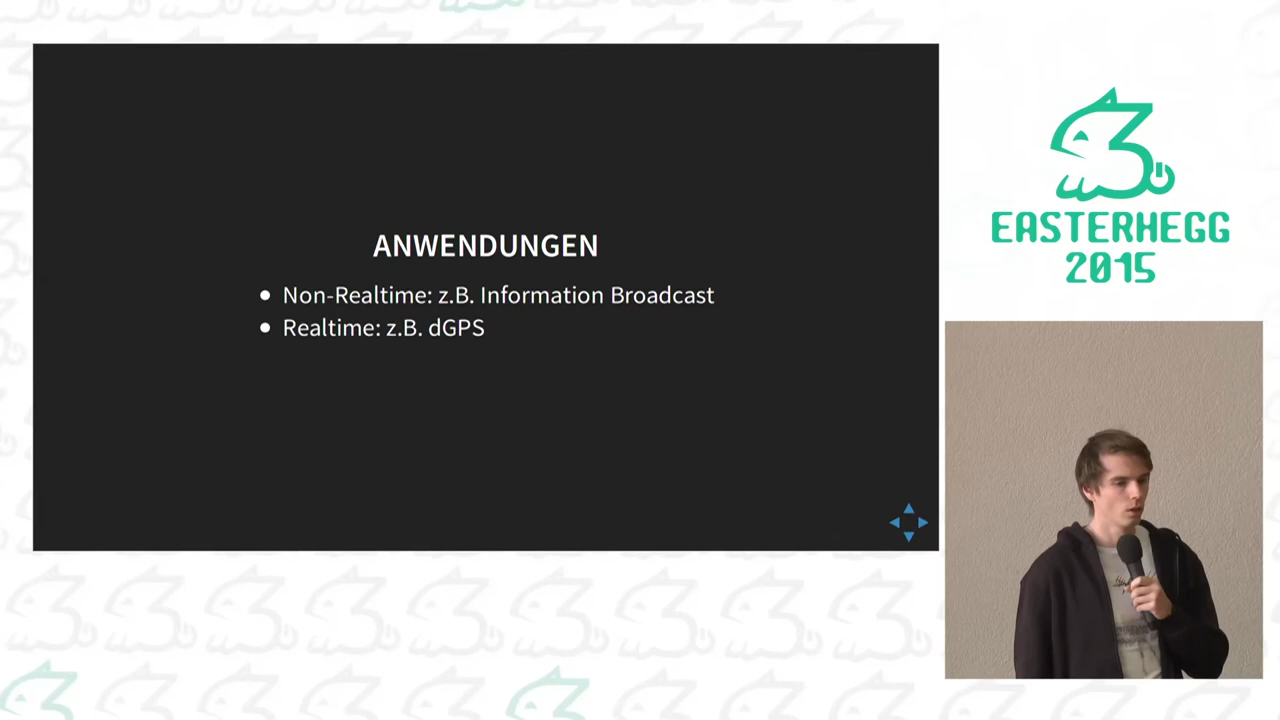 ANWENDUNGEN
Non-Realtime: z.B. Information Broadcast
Realtime: z.B. dGPS
EASTERHEGG
2015